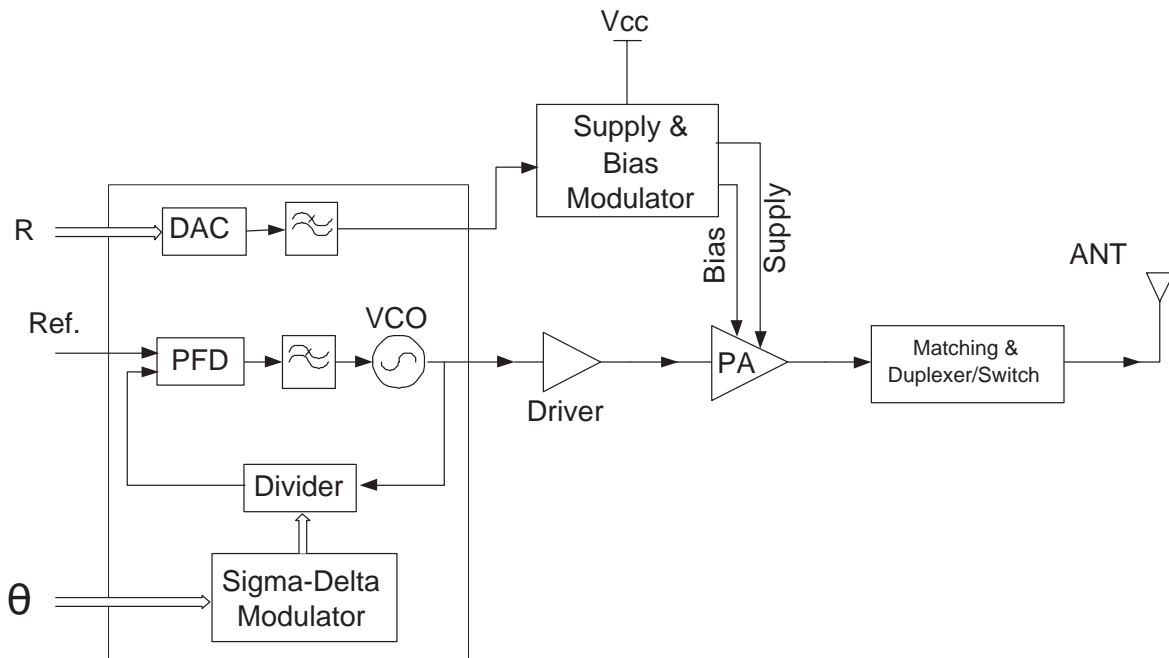 Vcc
Supply &
Bias
Modulator
R
DAC
Bias
Supply
ANT
Ref.
VCO
PFD
PA
Matching &
Duplexer/Switch
Driver
Divider
θ
Sigma-Delta
Modulator